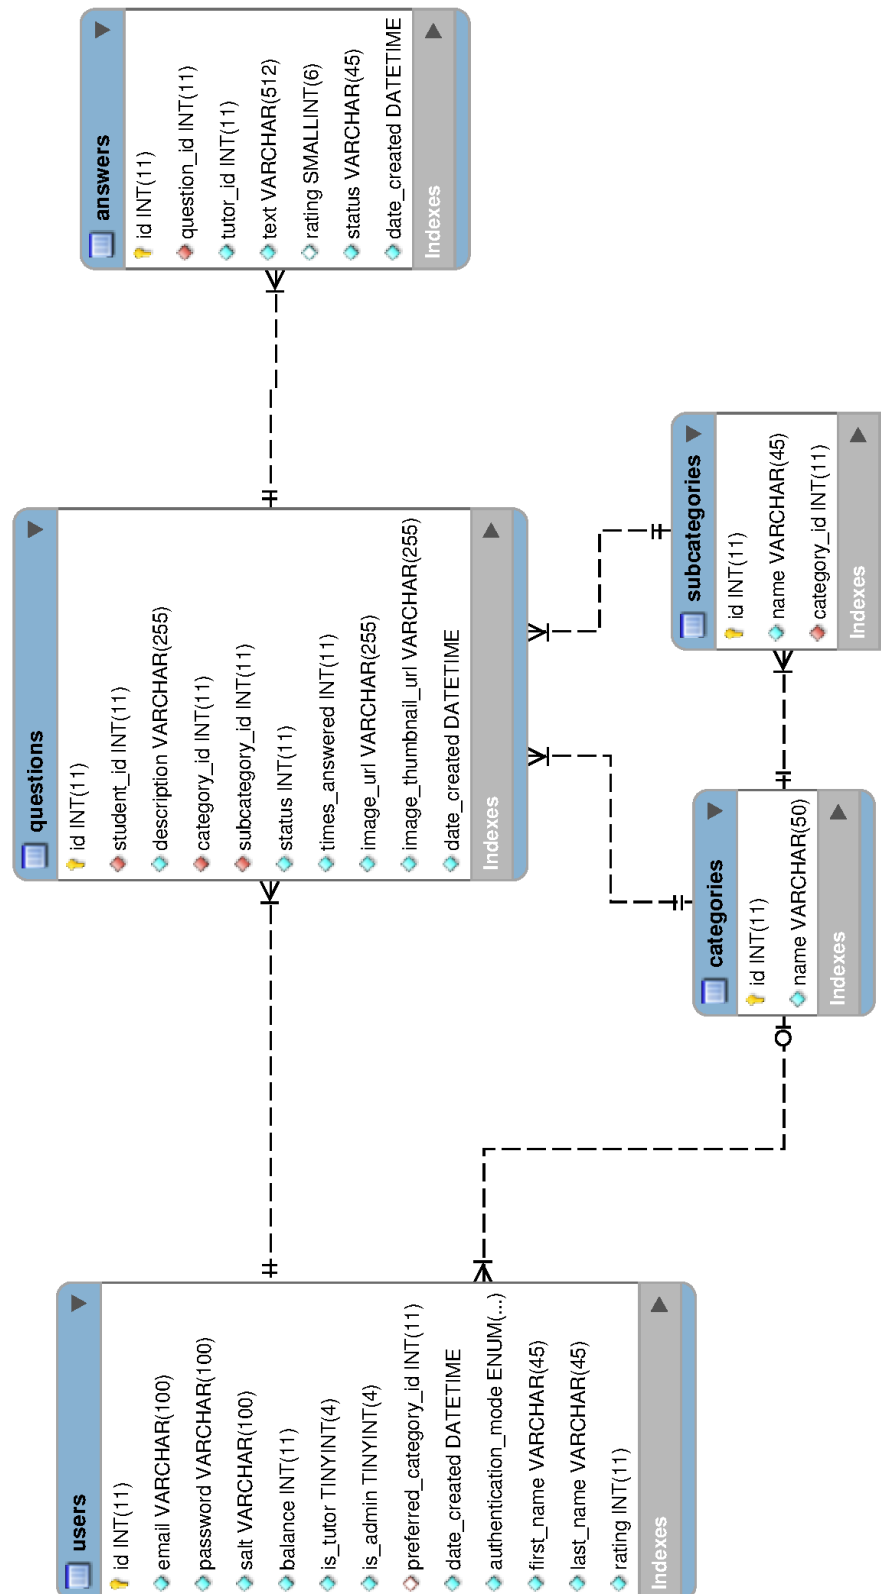 users
id INT(11)
email VARCHAR(100)
password VARCHAR(100)
salt VARCHAR(100)
balance INT(11)
is_tutor TINYINT(4)
is_admin TINYINT(4)
preferred_category_id INT(11)
date_created DATETIME
authentication_mode ENUM(...)
first_name VARCHAR(45)
last_name VARCHAR(45)
rating INT(11)
Indexes
questions
id INT(11)
student_id INT(11)
description VARCHAR(255)
category_id INT(11)
subcategory_id INT(11)
status INT(11)
times_answered INT(11)
image_url VARCHAR(255)
image_thumbnail_url VARCHAR(255)
date_created DATETIME
Indexes
answers
id INT(11)
question_id INT(11)
tutor_id INT(11)
text VARCHAR(512)
rating SMALLINT(6)
status VARCHAR(45)
date_created DATETIME
Indexes
categories
id INT(11)
name VARCHAR(50)
Indexes
subcategories
id INT(11)
name VARCHAR(45)
category_id INT(11)
Indexes